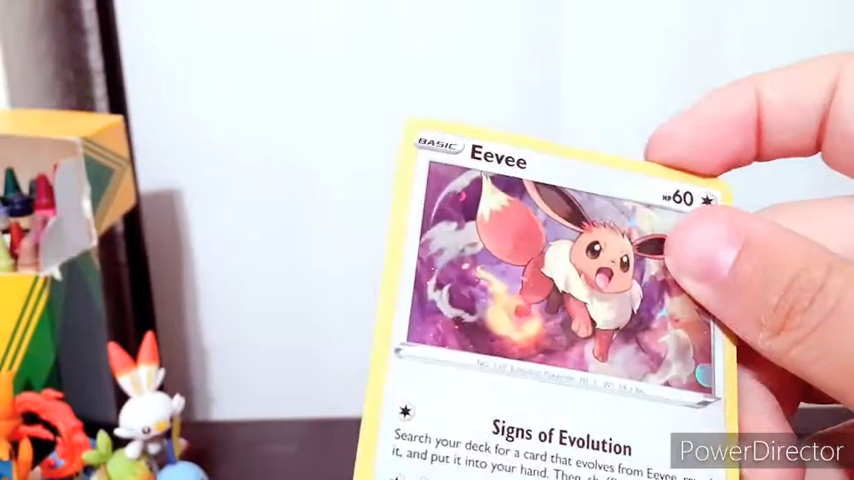 BASIC Eevee HP 60
Signs of Evolution
Search your deck for a card that evolves from Eevee,
it, and put it into your hand. Then,
PowerDirector